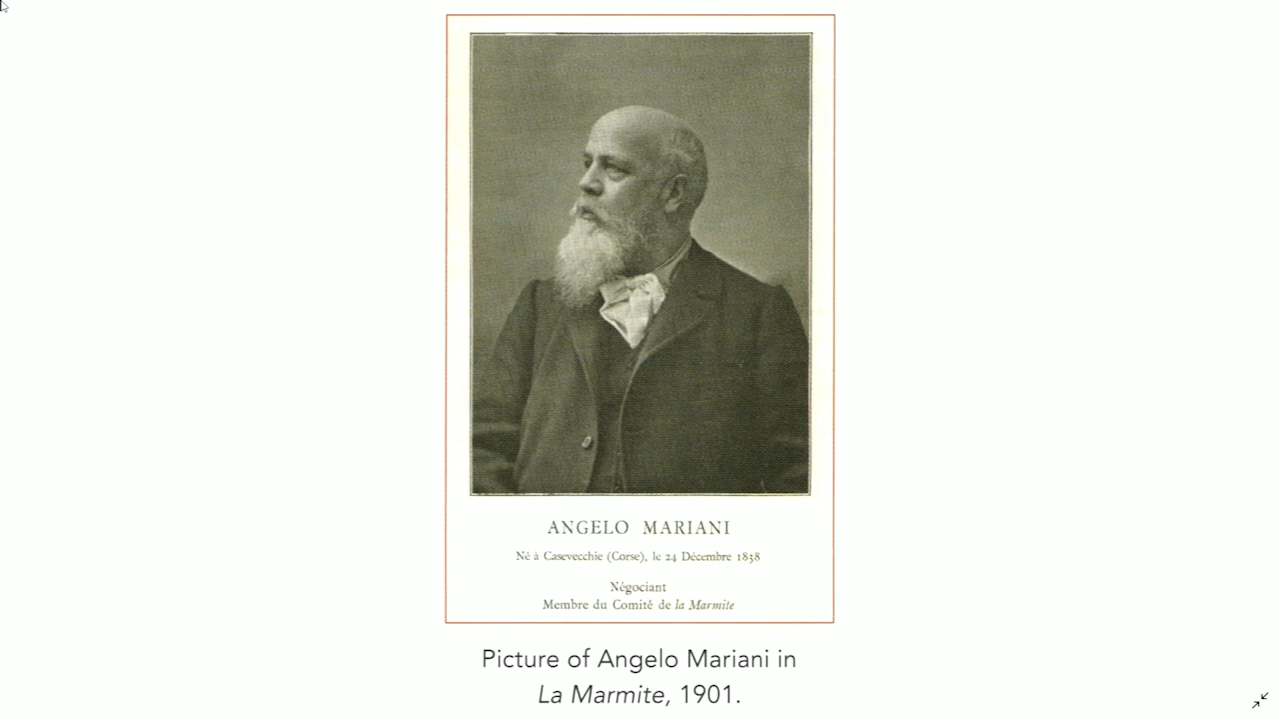 ANGELO MARIANI
Né à Casevecchie (Corse), le 24 Décembre 1838
Négociant
Membre du Comité de la Marmite
Picture of Angelo Mariani in
La Marmite, 1901.